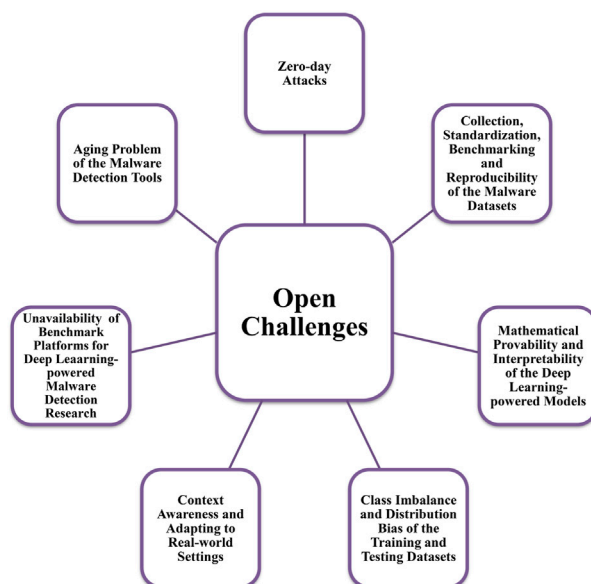 Zero-day
Attacks
Collection,
Standardization,
Benchmarking
and
Reproducibility
of the Malware
Datasets
Aging Problem
of the Malware
Detection Tools
Open
Challenges
Unavailability of
Benchmark
Platforms for
Deep Learning-
powered
Malware
Detection
Research
Mathematical
Provability and
Interpretability
of the Deep
Learning-
powered Models
Context
Awareness and
Adapting to
Real-world
Settings
Class Imbalance
and Distribution
Bias of the
Training and
Testing Datasets